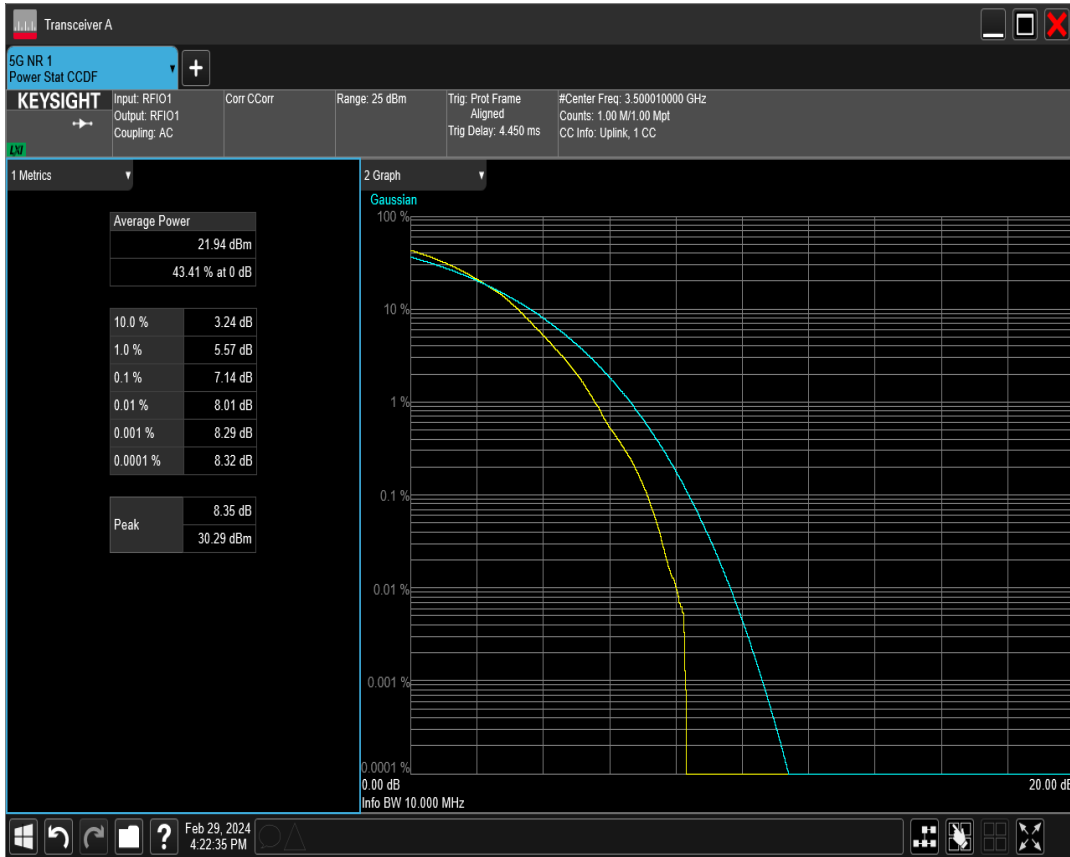 Transceiver A
5G NR 1
Power Stat CCDF
KEYSIGHT
LXI
Input: RFIO1
Output: RFIO1
Coupling: AC
Corr CCorr
Range: 25 dBm
Trig: Prot Frame
Aligned
Trig Delay: 4.450 ms
#Center Freq: 3.500010000 GHz
Counts: 1.00 M/1.00 Mpt
CC Info: Uplink, 1 CC
1 Metrics
Average Power
21.94 dBm
43.41 % at 0 dB
10.0 % 3.24 dB
1.0 % 5.57 dB
0.1 % 7.14 dB
0.01 % 8.01 dB
0.001 % 8.29 dB
0.0001 % 8.32 dB
Peak 8.35 dB
30.29 dBm
2 Graph
Gaussian
100 %
10 %
1 %
0.1 %
0.01 %
0.001 %
0.0001 %
0.00 dB 20.00 dB
Info BW 10.000 MHz
Feb 29, 2024
4:22:35 PM